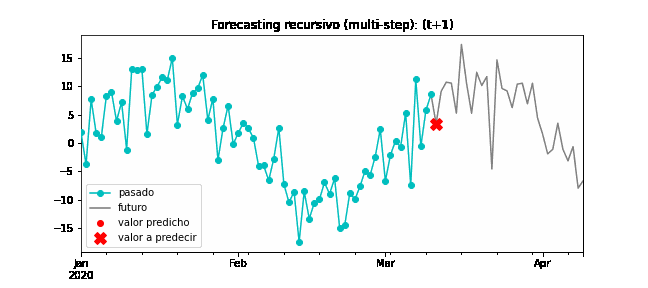 Forecasting recursivo (multi-step): (t+1)
15
10
5
0
−5
−10
−15
pasado
futuro
valor predicho
valor a predecir
Jan
2020
Feb
Mar
Apr